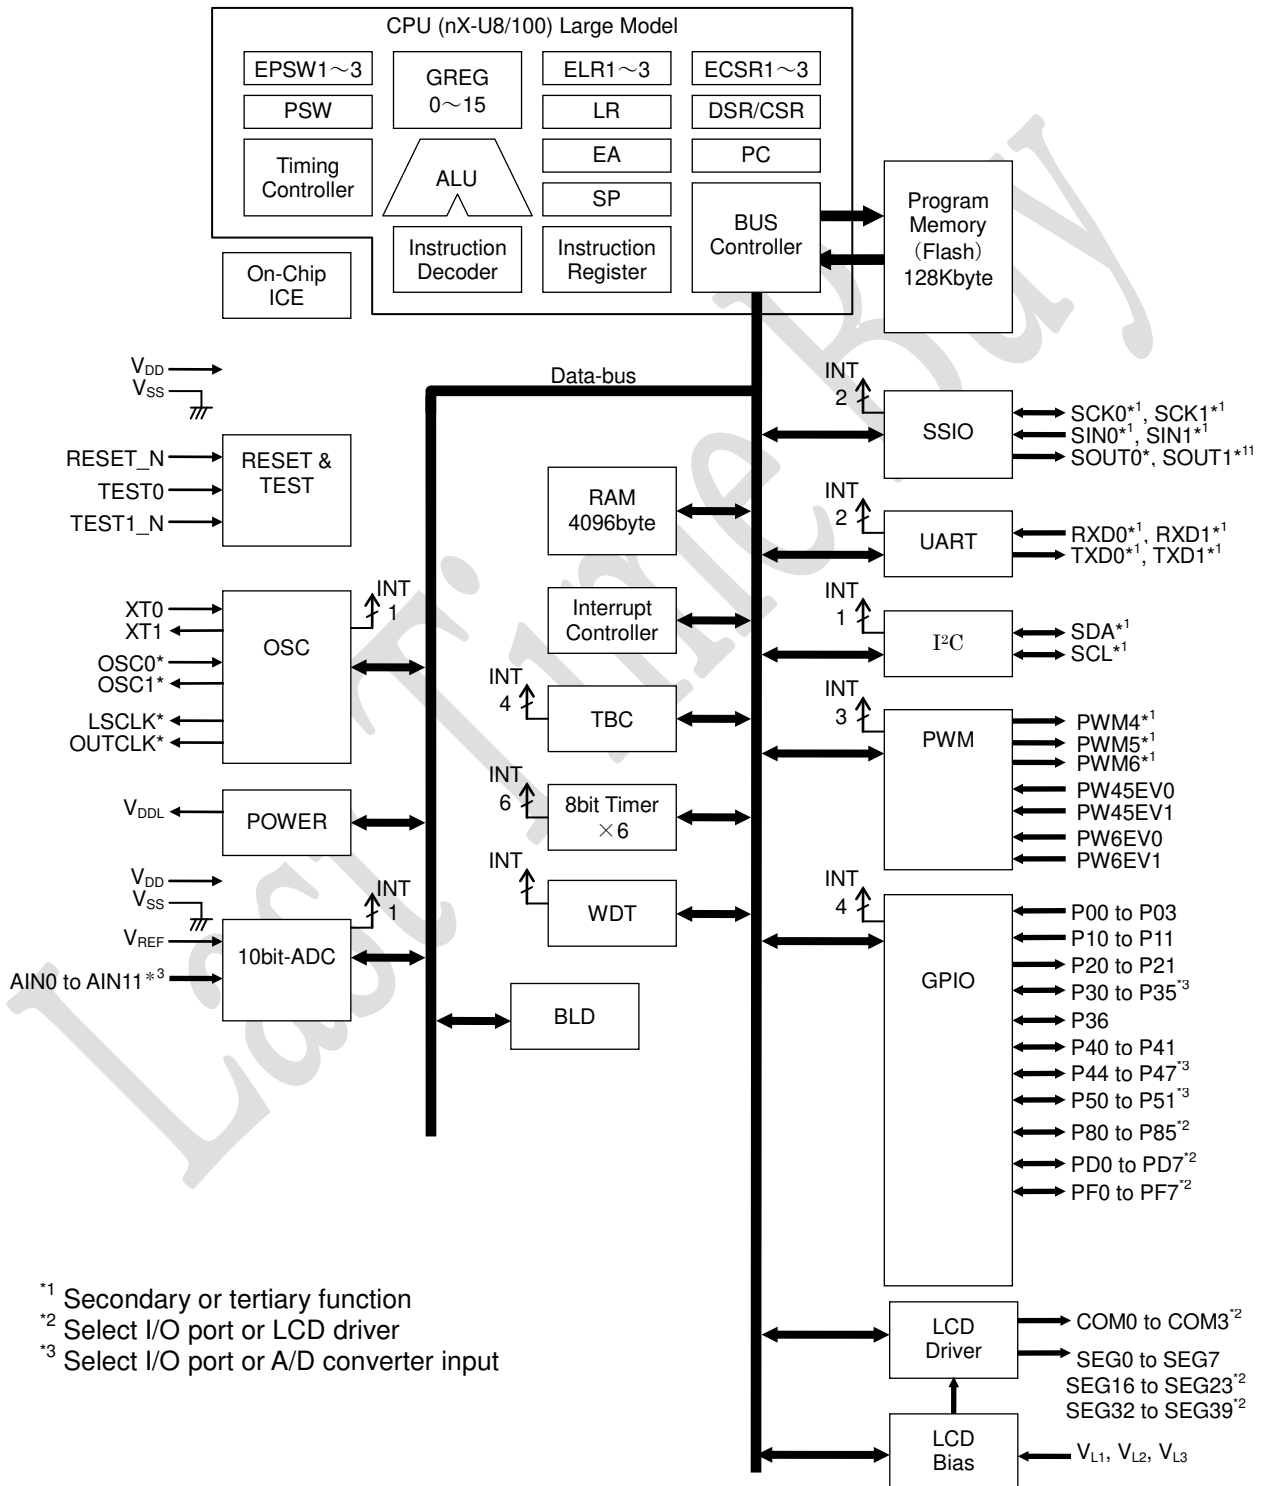 CPU (nX-U8/100) Large Model
EPSW1~3
GREG
0~15
ELR1~3
ECSR1~3
PSW
LR
DSR/CSR
Timing
Controller
ALU
EA
PC
SP
BUS
Controller
Instruction
Decoder
Instruction
Register
On-Chip
ICE
Program
Memory
(Flash)
128Kbyte
VDD
VSS
Data-bus
RESET_N
TEST0
TEST1_N
RESET &
TEST
XT0
XT1
OSC0*
OSC1*
LSCLK*
OUTCLK*
OSC
INT
1
VDDL
POWER
VDD
VSS
VREF
AIN0 to AIN11*3
10bit-ADC
INT
1
RAM
4096byte
Interrupt
Controller
INT
4
TBC
INT
6
8bit Timer
×6
INT
WDT
BLD
INT
2
SSIO
SCK0*1, SCK1*1
SIN0*1, SIN1*1
SOUT0*, SOUT1*11
INT
2
UART
RXD0*1, RXD1*1
TXD0*1, TXD1*1
INT
1
I²C
SDA*1
SCL*1
INT
3
PWM
PWM4*1
PWM5*1
PWM6*1
PW45EV0
PW45EV1
PW6EV0
PW6EV1
INT
4
GPIO
P00 to P03
P10 to P11
P20 to P21
P30 to P35*3
P36
P40 to P41
P44 to P47*3
P50 to P51*3
P80 to P85*2
PD0 to PD7*2
PF0 to PF7*2
LCD
Driver
COM0 to COM3*2
SEG0 to SEG7
SEG16 to SEG23*2
SEG32 to SEG39*2
LCD
Bias
VL1, VL2, VL3
*1 Secondary or tertiary function
*2 Select I/O port or LCD driver
*3 Select I/O port or A/D converter input
Last Time Buy